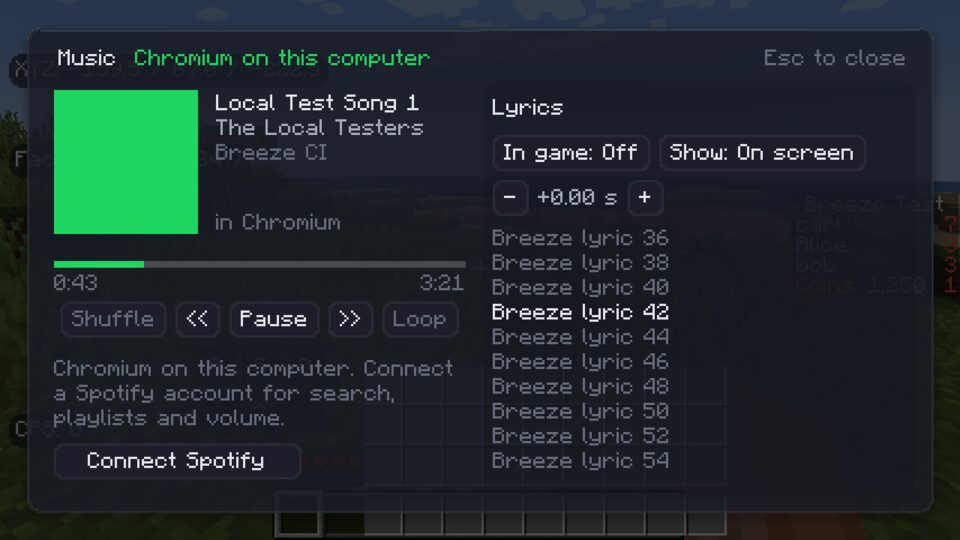 Music Chromium on this computer
Esc to close
Local Test Song 1
The Local Testers
Breeze CI
in Chromium
0:43
3:21
Shuffle
<<
Pause
>>
Loop
Chromium on this computer. Connect
a Spotify account for search,
playlists and volume.
Connect Spotify
Lyrics
In game: Off
Show: On screen
-
+0.00 s
+
Breeze lyric 36
Breeze lyric 38
Breeze lyric 40
Breeze lyric 42
Breeze lyric 44
Breeze lyric 46
Breeze lyric 48
Breeze lyric 50
Breeze lyric 52
Breeze lyric 54
Breeze Test
carl
Alice
bob
Coins: 1,250